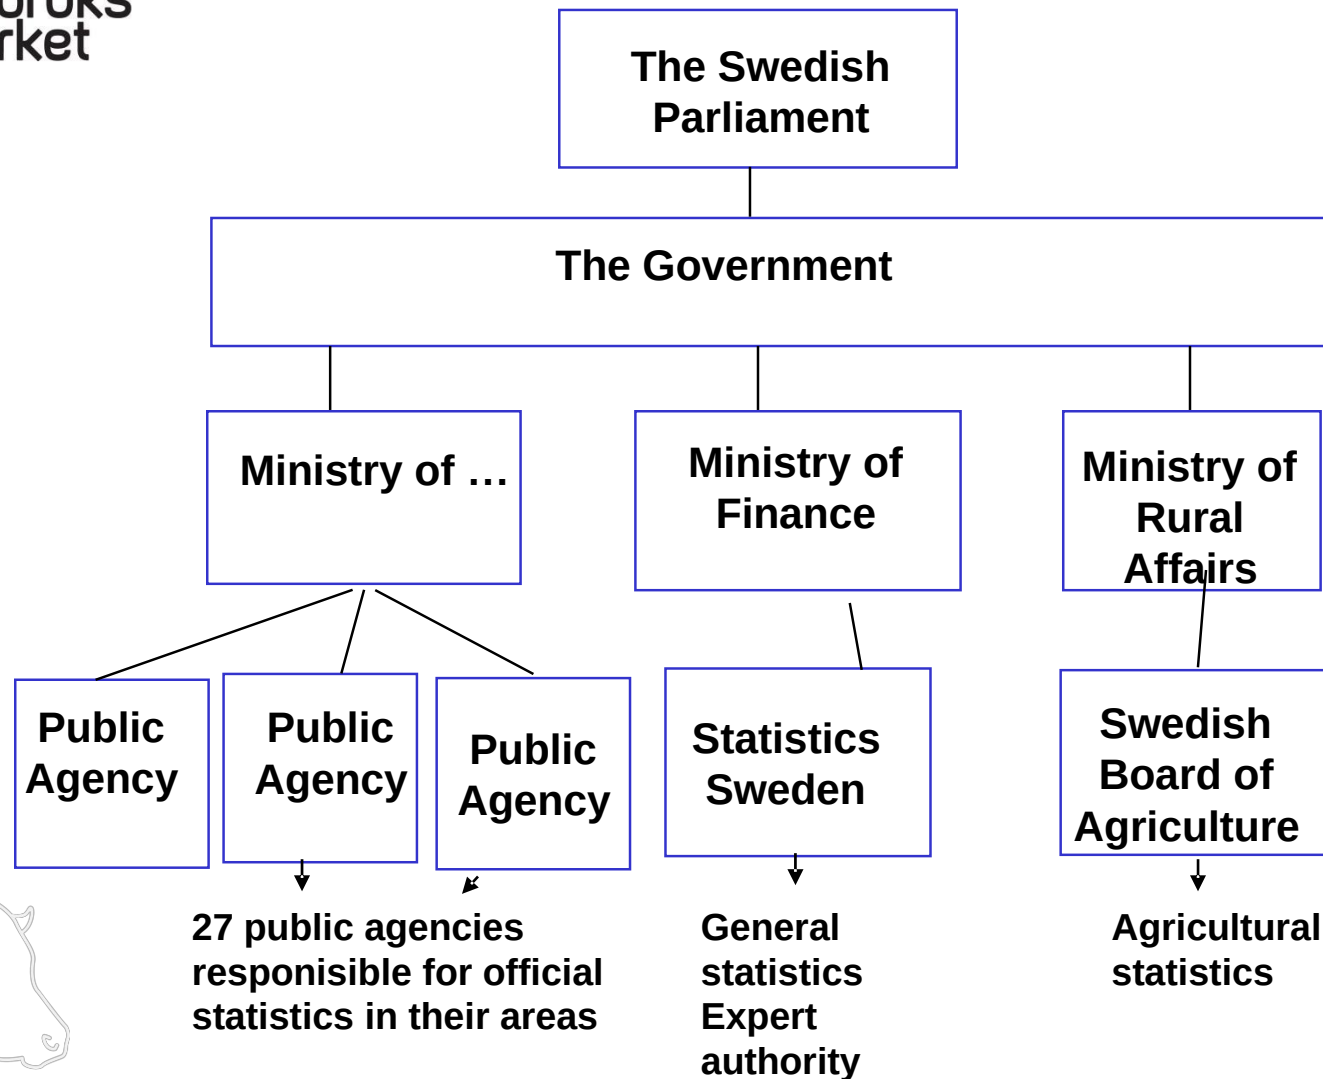 rket
The Swedish
Parliament
The Government
Ministry of …
Ministry of
Finance
Ministry of
Rural
Affairs
Public
Agency
Public
Agency
Public
Agency
Statistics
Sweden
Swedish
Board of
Agriculture
27 public agencies
responisible for official
statistics in their areas
General
statistics
Expert
authority
Agricultural
statistics